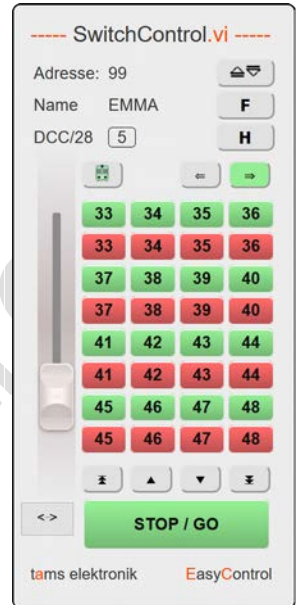 ----- SwitchControl.vi -----
Adresse: 99
Name EMMA F
DCC/28 5 H
33 34 35 36
33 34 35 36
37 38 39 40
37 38 39 40
41 42 43 44
41 42 43 44
45 46 47 48
45 46 47 48
<-> STOP / GO
tams elektronik EasyControl